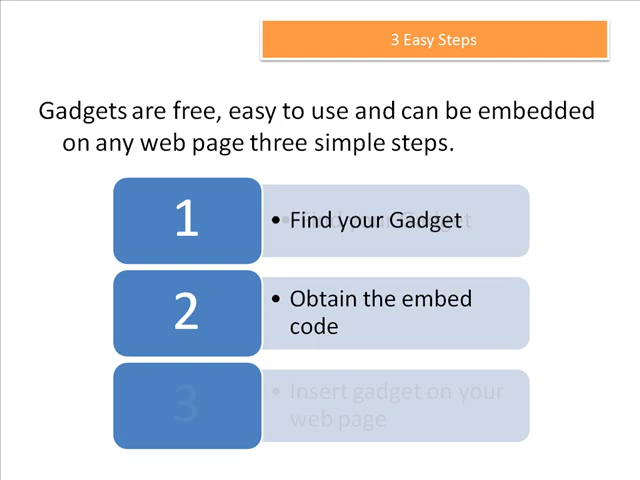 3 Easy Steps
Gadgets are free, easy to use and can be embedded
on any web page three simple steps.
1
• Find your Gadget
2
• Obtain the embed
code
3
• Insert gadget on your
web page